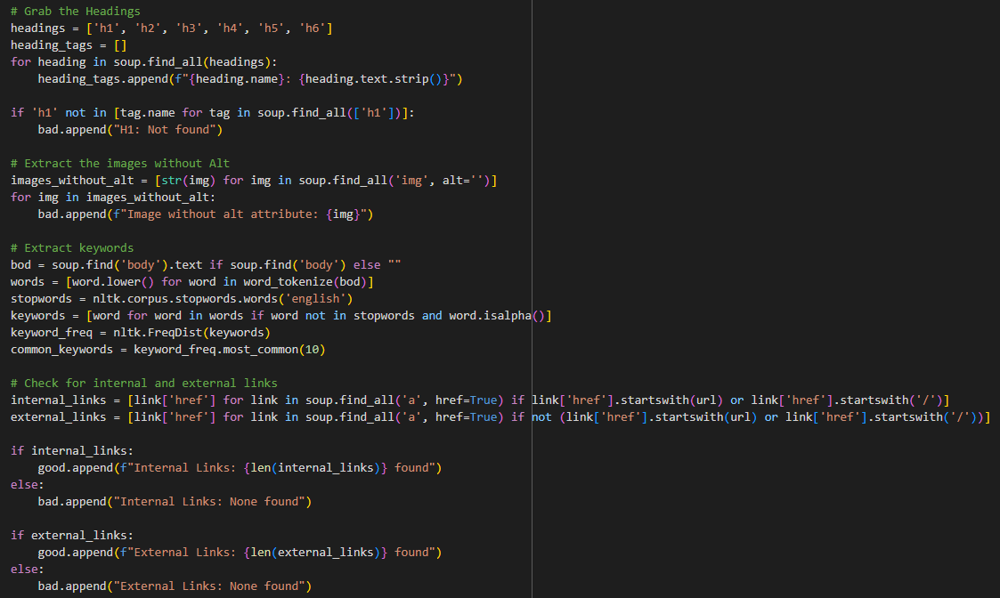 # Grab the Headings
headings = ['h1', 'h2', 'h3', 'h4', 'h5', 'h6']
heading_tags = []
for heading in soup.find_all(headings):
    heading_tags.append(f"{heading.name}: {heading.text.strip()}")

if 'h1' not in [tag.name for tag in soup.find_all(['h1'])]:
    bad.append("H1: Not found")

# Extract the images without Alt
images_without_alt = [str(img) for img in soup.find_all('img', alt='')]
for img in images_without_alt:
    bad.append(f"Image without alt attribute: {img}")

# Extract keywords
bod = soup.find('body').text if soup.find('body') else ""
words = [word.lower() for word in word_tokenize(bod)]
stopwords = nltk.corpus.stopwords.words('english')
keywords = [word for word in words if word not in stopwords and word.isalpha()]
keyword_freq = nltk.FreqDist(keywords)
common_keywords = keyword_freq.most_common(10)

# Check for internal and external links
internal_links = [link['href'] for link in soup.find_all('a', href=True) if link['href'].startswith(url) or link['href'].startswith('/')]
external_links = [link['href'] for link in soup.find_all('a', href=True) if not (link['href'].startswith(url) or link['href'].startswith('/'))]

if internal_links:
    good.append(f"Internal Links: {len(internal_links)} found")
else:
    bad.append("Internal Links: None found")

if external_links:
    good.append(f"External Links: {len(external_links)} found")
else:
    bad.append("External Links: None found")